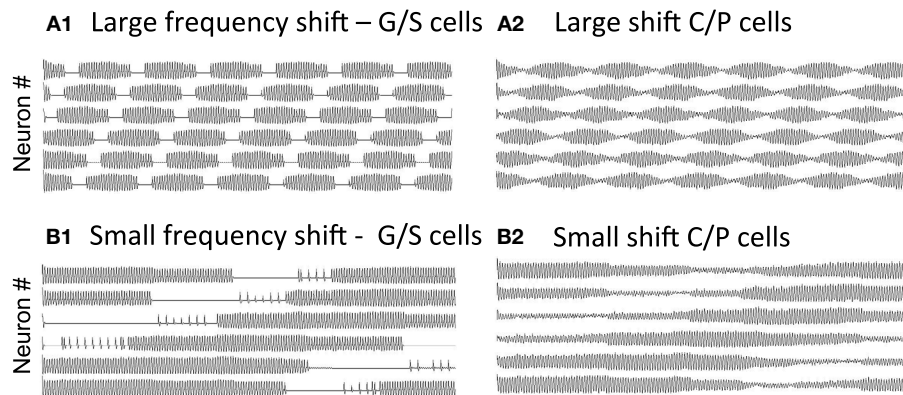 A1 Large frequency shift – G/S cells
A2 Large shift C/P cells
Neuron #
B1 Small frequency shift - G/S cells
B2 Small shift C/P cells
Neuron #